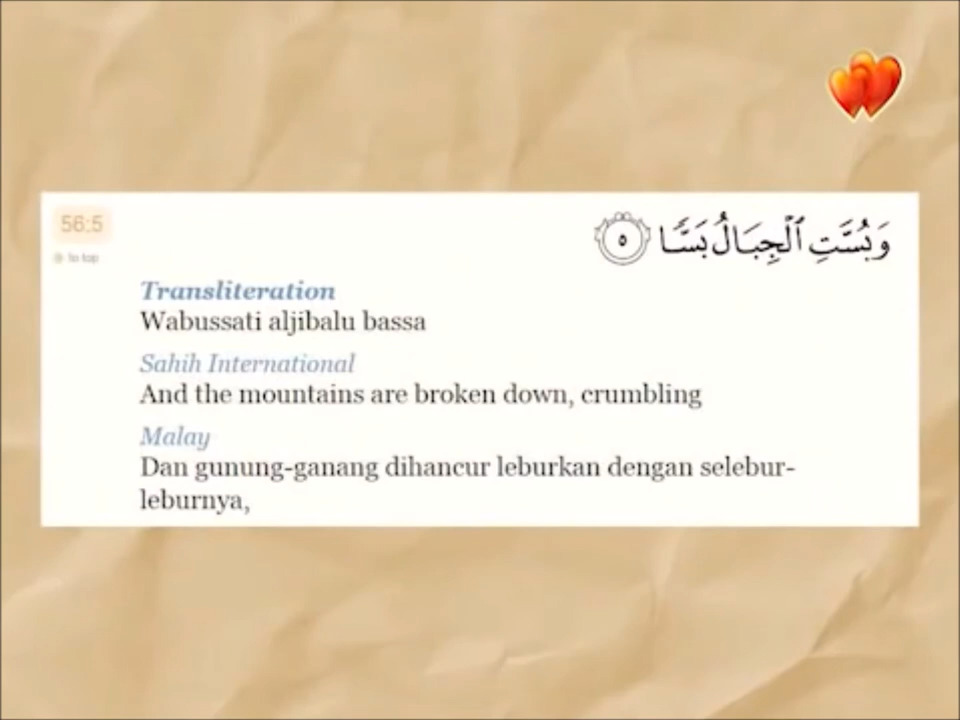 56:5
وَبُسَّتِ ٱلْجِبَالُ بَسًّا ٥
to top
Transliteration
Wabussati aljibalu bassa
Sahih International
And the mountains are broken down, crumbling
Malay
Dan gunung-ganang dihancur leburkan dengan selebur-
leburnya,